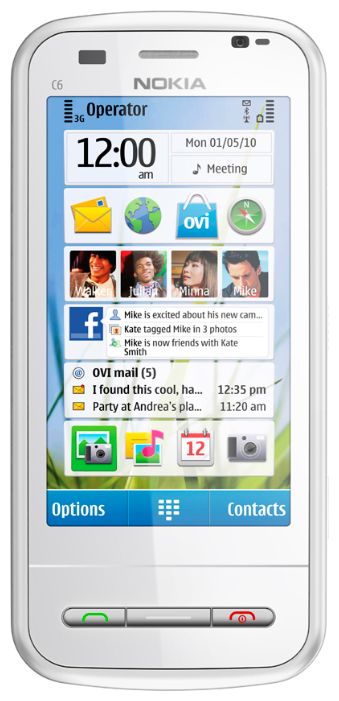 C6
NOKIA
3G Operator
12:00 am
Mon 01/05/10
Meeting
ovi
Walker Julian Minna Mike
f
Mike is excited about his new cam...
Kate tagged Mike in 3 photos
Mike is now friends with Kate
Smith
@ OVI mail (5)
I found this cool, ha... 12:35 pm
Party at Andrea's pla... 11:20 am
12
Options Contacts